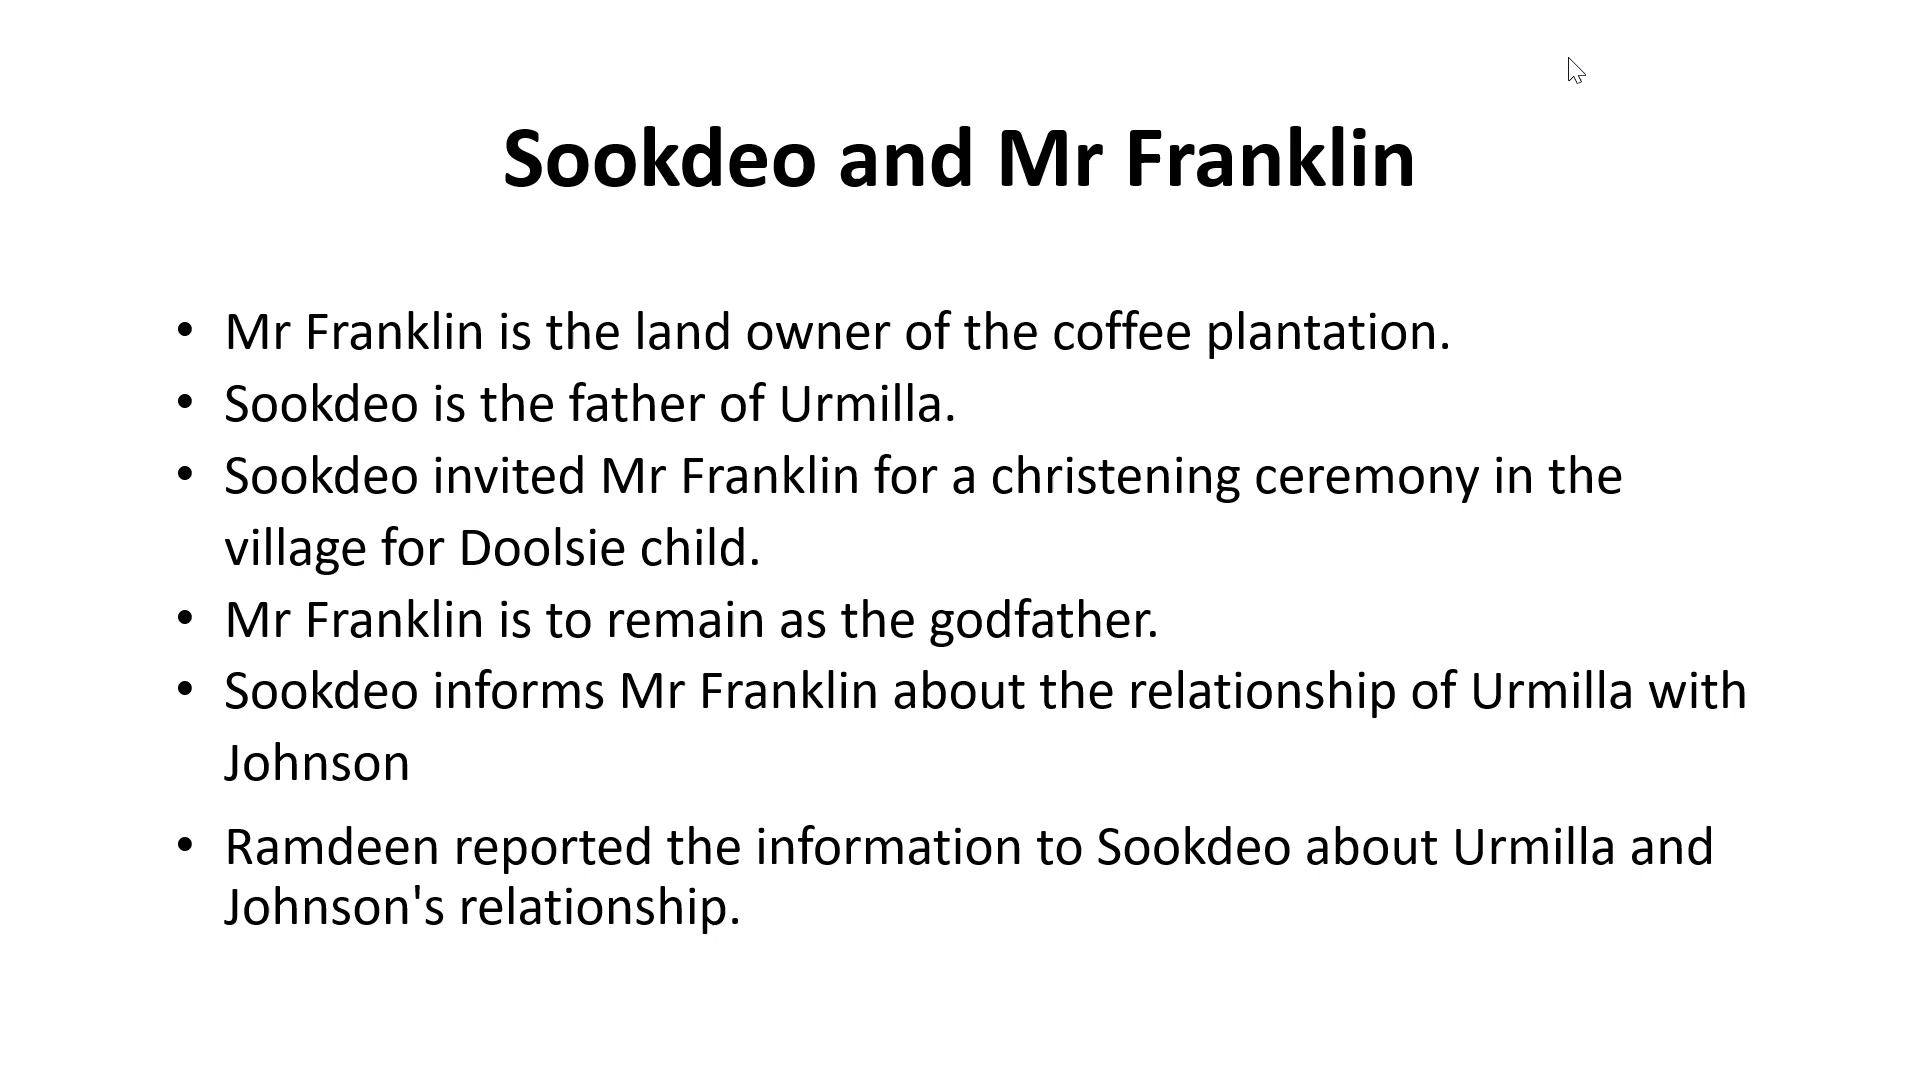 Sookdeo and Mr Franklin
• Mr Franklin is the land owner of the coffee plantation.
• Sookdeo is the father of Urmilla.
• Sookdeo invited Mr Franklin for a christening ceremony in the
village for Doolsie child.
• Mr Franklin is to remain as the godfather.
• Sookdeo informs Mr Franklin about the relationship of Urmilla with
Johnson
• Ramdeen reported the information to Sookdeo about Urmilla and
Johnson's relationship.